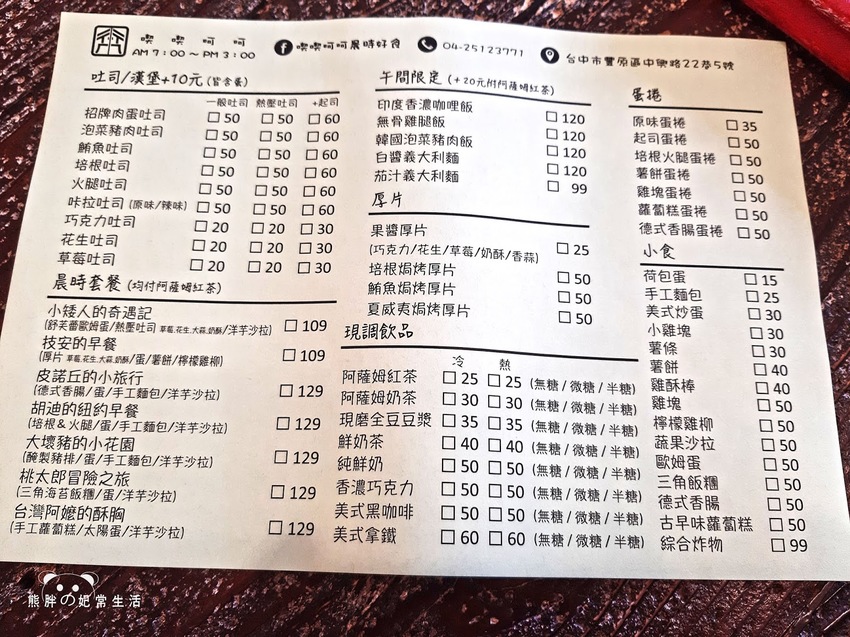 喫喫呵呵
AM 7:00~PM 3:00
喫喫呵呵晨時好食
04-25123771
台中市豐原區中興路22巷5號
吐司/漢堡+10元(皆含蛋)
一般吐司 熱壓吐司 +起司
招牌肉蛋吐司 □50 □50 □60
泡菜豬肉吐司 □50 □50 □60
鮪魚吐司 □50 □50 □60
培根吐司 □50 □50 □60
火腿吐司 □50 □50 □60
咔拉吐司(原味/辣味) □50 □50 □60
巧克力吐司 □20 □20 □30
花生吐司 □20 □20 □30
草莓吐司 □20 □20 □30
晨時套餐(均付阿薩姆紅茶)
小矮人的奇遇記 □109
(舒芙蕾歐姆蛋/熱壓吐司 草莓,花生,大蒜,奶酥/洋芋沙拉)
枝安的早餐 □109
(厚片 草莓,花生,大蒜,奶酥/蛋/薯餅/檸檬雞柳)
皮諾丘的小旅行 □129
(德式香腸/蛋/手工麵包/洋芋沙拉)
胡迪的紐約早餐 □129
(培根&火腿/蛋/手工麵包/洋芋沙拉)
大壞豬的小花園 □129
(醃製豬排/蛋/手工麵包/洋芋沙拉)
桃太郎冒險之旅 □129
(三角海苔飯糰/蛋/洋芋沙拉)
台灣阿嬤的酥胸 □129
(手工蘿蔔糕/太陽蛋/洋芋沙拉)
午間限定(+20元附阿薩姆紅茶)
印度香濃咖哩飯 □120
無骨雞腿飯 □120
韓國泡菜豬肉飯 □120
白醬義大利麵 □120
茄汁義大利麵 □99
厚片
果醬厚片
(巧克力/花生/草莓/奶酥/香蒜) □25
培根焗烤厚片 □50
鮪魚焗烤厚片 □50
夏威夷焗烤厚片 □50
現調飲品
冷 熱
阿薩姆紅茶 □25 □25 (無糖/微糖/半糖)
阿薩姆奶茶 □30 □30 (無糖/微糖/半糖)
現磨全豆豆漿 □35 □35 (無糖/微糖/半糖)
鮮奶茶 □40 □40 (無糖/微糖/半糖)
純鮮奶 □50 □50 (無糖/微糖/半糖)
香濃巧克力 □50 □50 (無糖/微糖/半糖)
美式黑咖啡 □50 □50 (無糖/微糖/半糖)
美式拿鐵 □60 □60 (無糖/微糖/半糖)
蛋捲
原味蛋捲 □35
起司蛋捲 □50
培根火腿蛋捲 □50
薯餅蛋捲 □50
雞塊蛋捲 □50
蘿蔔糕蛋捲 □50
德式香腸蛋捲 □50
小食
荷包蛋 □15
手工麵包 □25
美式炒蛋 □30
小雞塊 □30
薯條 □30
薯餅 □40
雞酥棒 □40
雞塊 □50
檸檬雞柳 □50
蔬果沙拉 □50
歐姆蛋 □50
三角飯糰 □50
德式香腸 □50
古早味蘿蔔糕 □50
綜合炸物 □99
熊胖の妃常生活